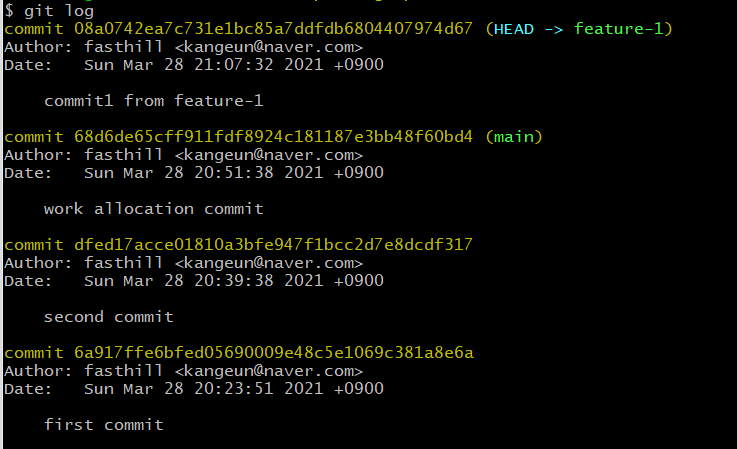 $ git log
commit 08a0742ea7c731e1bc85a7ddfdb6804407974d67 (HEAD -> feature-1)
Author: fasthill <kangeun@naver.com>
Date:   Sun Mar 28 21:07:32 2021 +0900
commit1 from feature-1
commit 68d6de65cff911fdf8924c181187e3bb48f60bd4 (main)
Author: fasthill <kangeun@naver.com>
Date:   Sun Mar 28 20:51:38 2021 +0900
work allocation commit
commit dfed17acce01810a3bfe947f1bcc2d7e8dcdf317
Author: fasthill <kangeun@naver.com>
Date:   Sun Mar 28 20:39:38 2021 +0900
second commit
commit 6a917ffe6bfed05690009e48c5e1069c381a8e6a
Author: fasthill <kangeun@naver.com>
Date:   Sun Mar 28 20:23:51 2021 +0900
first commit